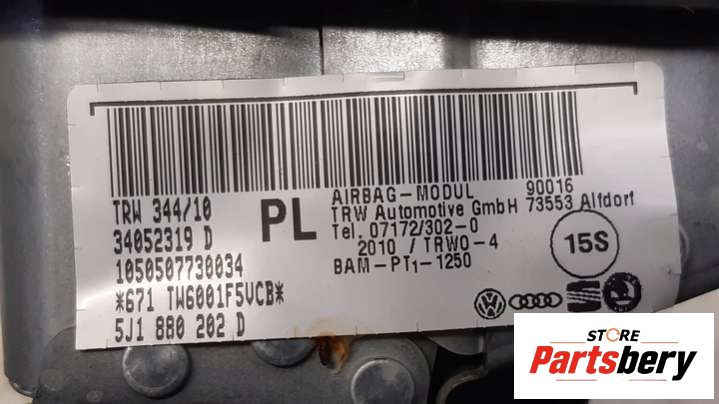 TRW 344/10
34052319 D
1050507730034
*671 TW6001F5VCB*
5J1 880 202 D
PL
AIRBAG-MODUL 90016
TRW Automotive GmbH 73553 Alfdorf
Tel. 07172/302-0
2010 / TRWO-4
BAM-PT1-1250
15S
STORE
Partsbery